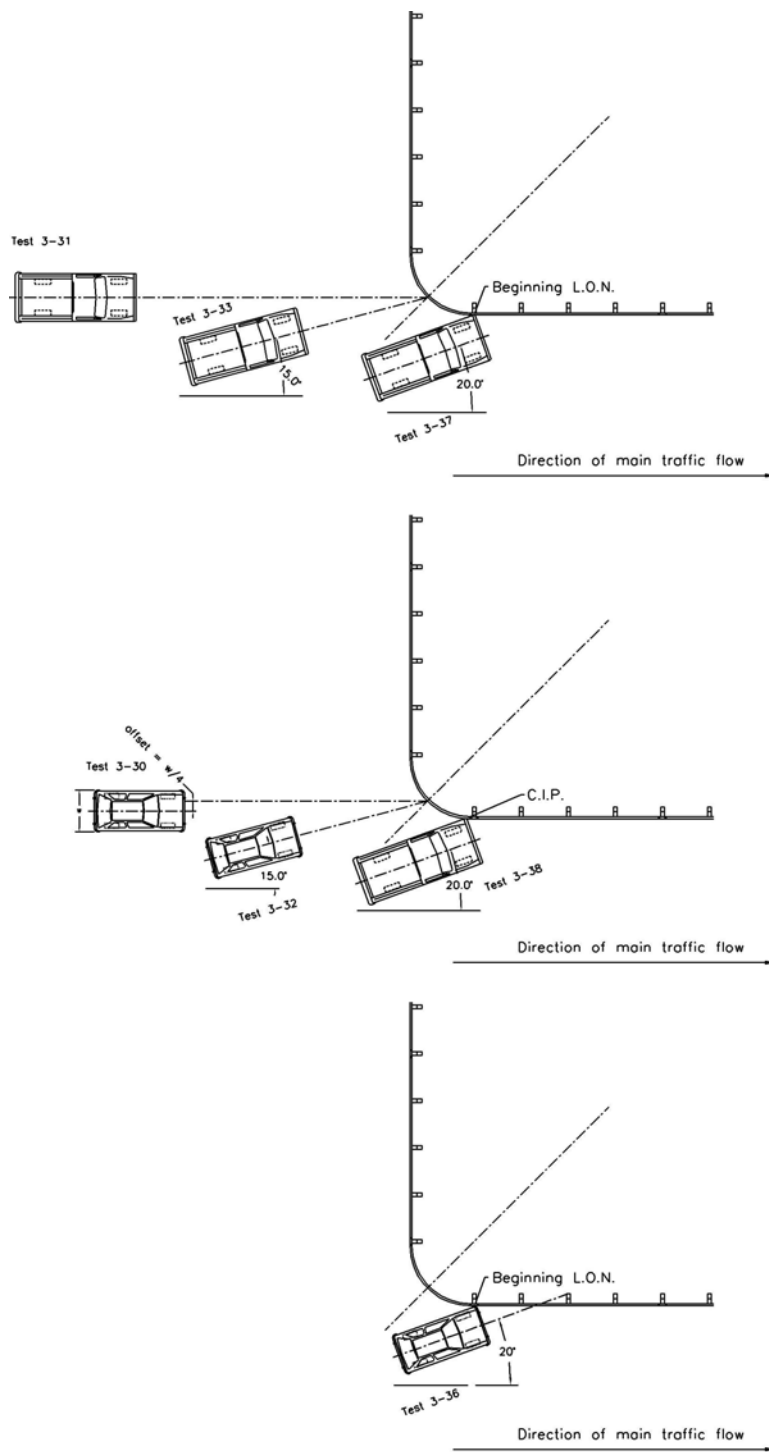 Test 3-31
Test 3-33
15.0°
Beginning L.O.N.
20.0°
Test 3-37
Direction of main traffic flow
offset = w/4
Test 3-30
w
C.I.P.
15.0°
Test 3-32
20.0°
Test 3-38
Direction of main traffic flow
Beginning L.O.N.
20°
Test 3-36
Direction of main traffic flow